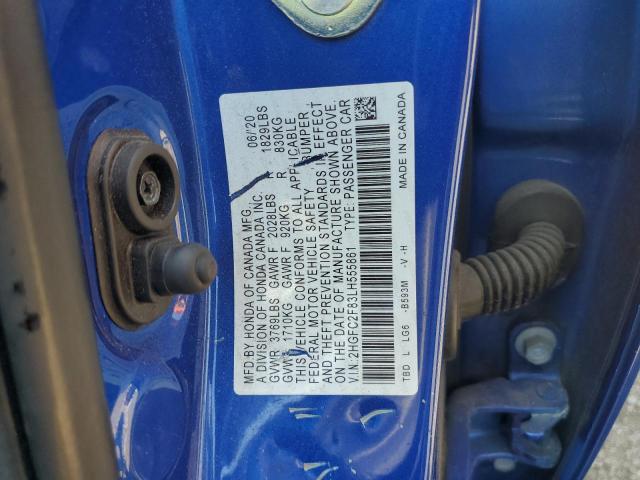 MFD BY HONDA OF CANADA MFG. 06/'20
A DIVISION OF HONDA CANADA INC.
GVWR 3769LBS GAWR F 2028LBS R 1829LBS
GVWR 1710KG GAWR F 920KG R 830KG
THIS VEHICLE CONFORMS TO ALL APPLICABLE
FEDERAL MOTOR VEHICLE SAFETY BUMPER
AND THEFT PREVENTION STANDARDS IN EFFECT
ON THE DATE OF MANUFACTURE SHOWN ABOVE.
V.I.N.:2HGFC2F63LH555861 TYPE: PASSENGER CAR
TBD L LG6 -B593M -V -H MADE IN CANADA